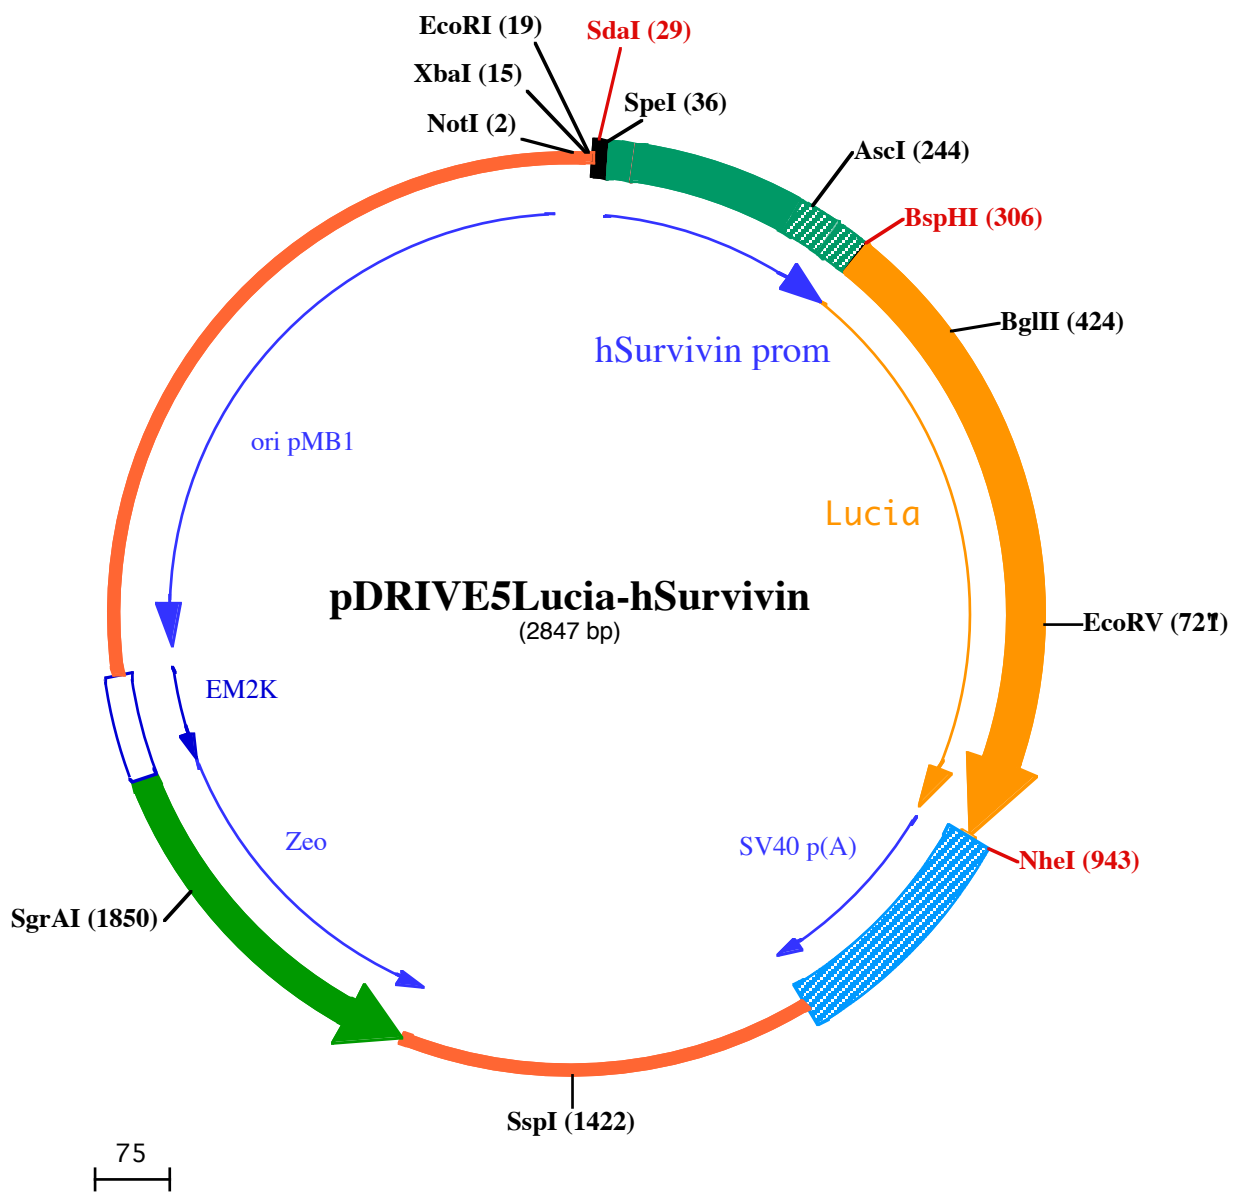 EcoRI (19)
SdaI (29)
XbaI (15)
SpeI (36)
NotI (2)
AscI (244)
BspHI (306)
BglII (424)
hSurvivin prom
ori pMB1
Lucia
pDRIVE5Lucia-hSurvivin
(2847 bp)
EcoRV
EM2K
Zeo
SV40 p(A)
NheI (943)
SgrAI (1850)
SspI (1422)
75